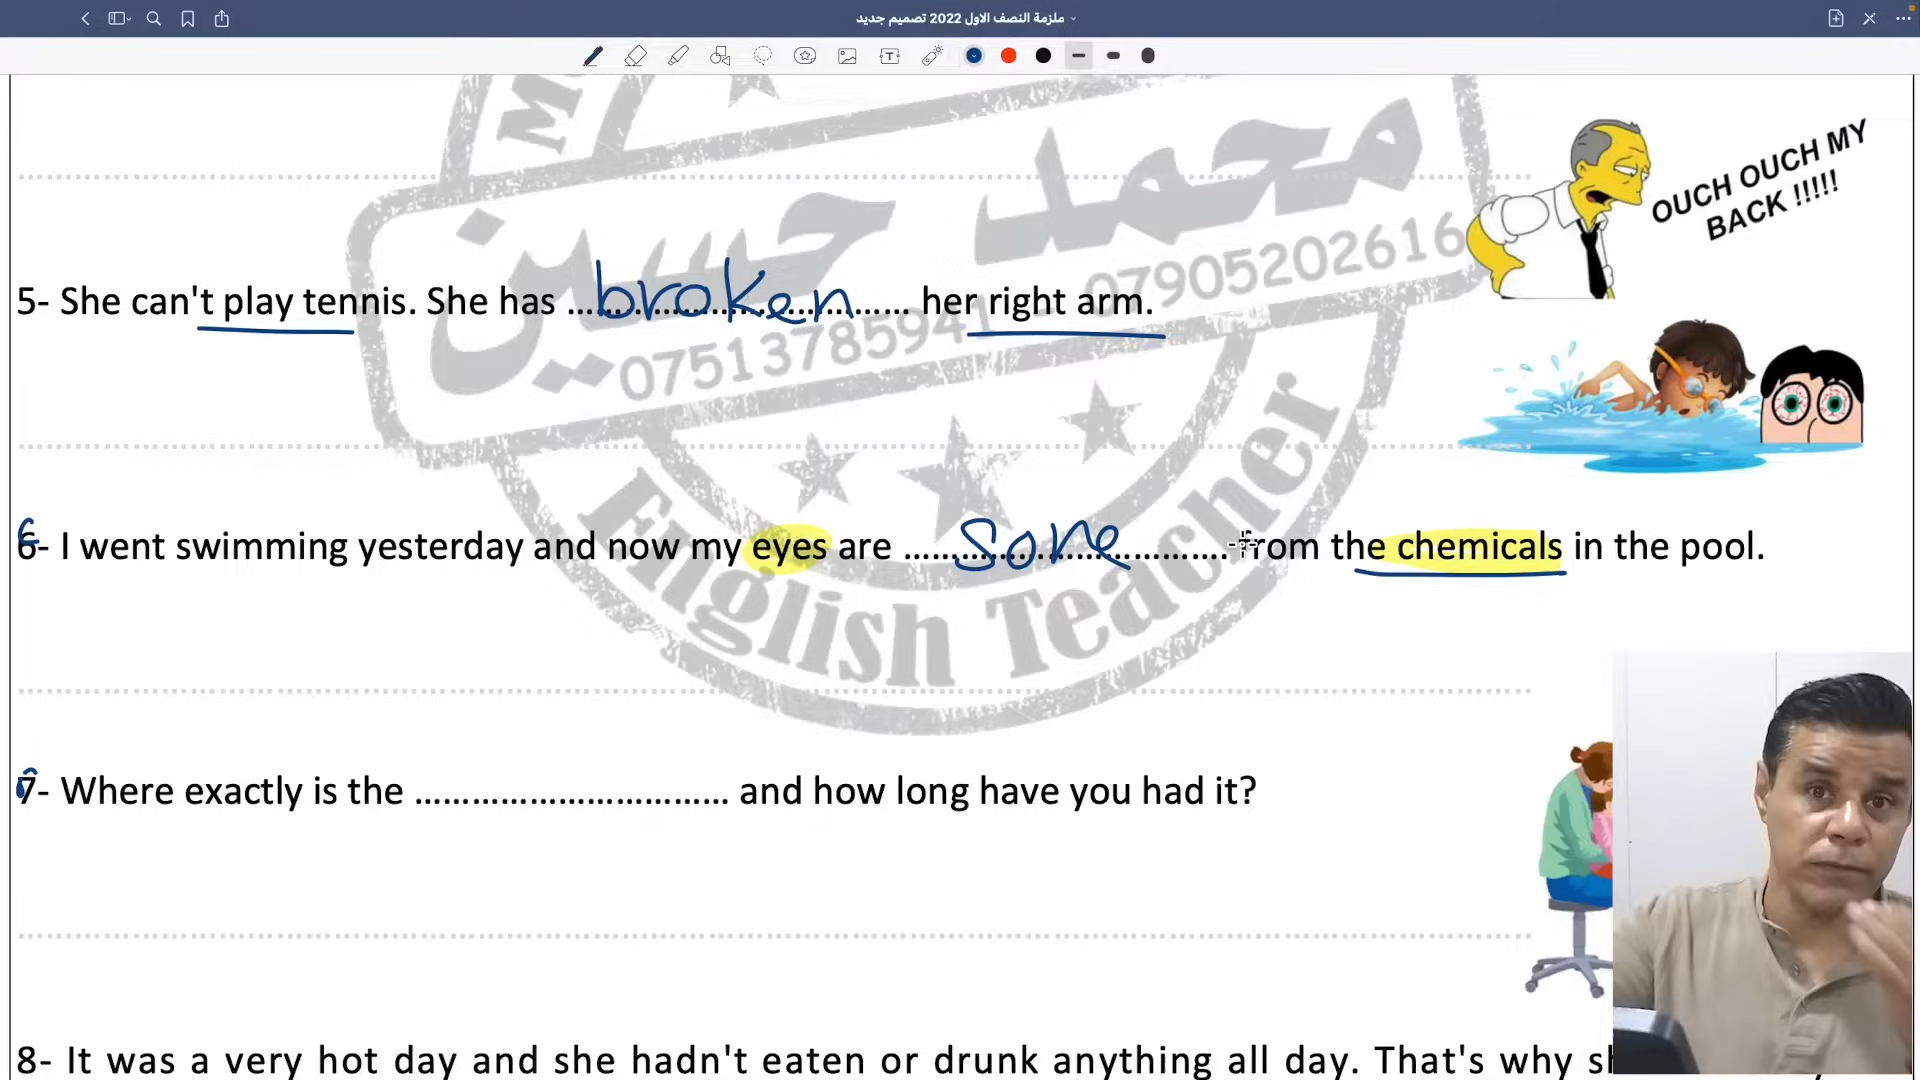 ملزمة النصف الاول 2022 تصميم جديد
محمد حسين
07905202616
07513785941
English Teacher
OUCH OUCH MY
BACK !!!!!
5- She can't play tennis. She has ... broken ... her right arm.
6- I went swimming yesterday and now my eyes are ... sore ... from the chemicals in the pool.
7- Where exactly is the ................................ and how long have you had it?
8- It was a very hot day and she hadn't eaten or drunk anything all day. That's why